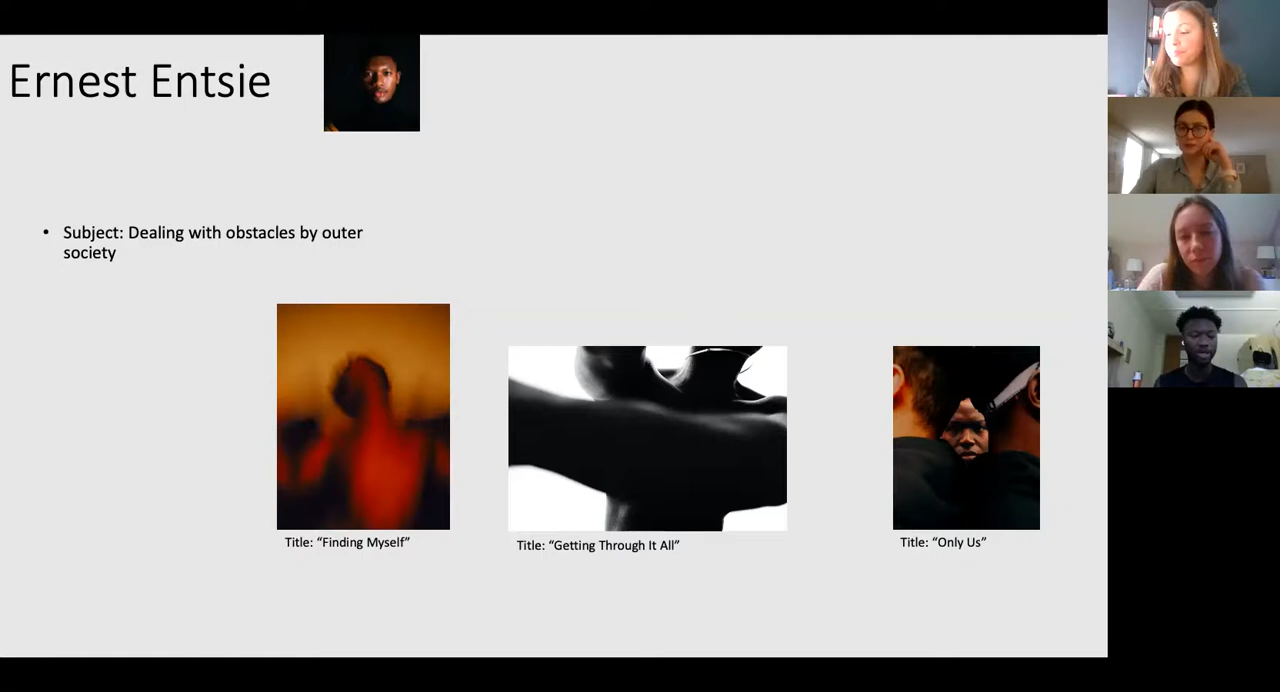 Ernest Entsie
• Subject: Dealing with obstacles by outer
society
Title: “Finding Myself”
Title: “Getting Through It All”
Title: “Only Us”